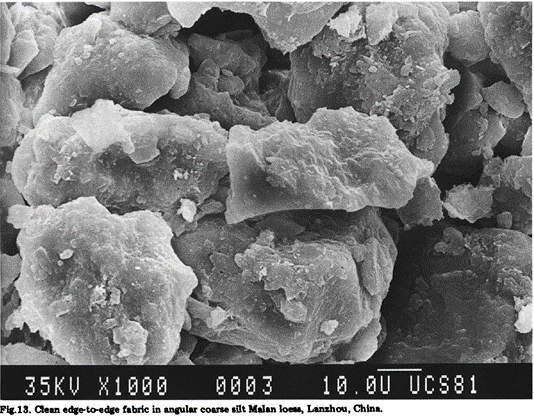 35KV X1000 0003 10.0U UCS81
Fig.13. Clean edge-to-edge fabric in angular coarse silt Malan loess, Lanzhou, China.